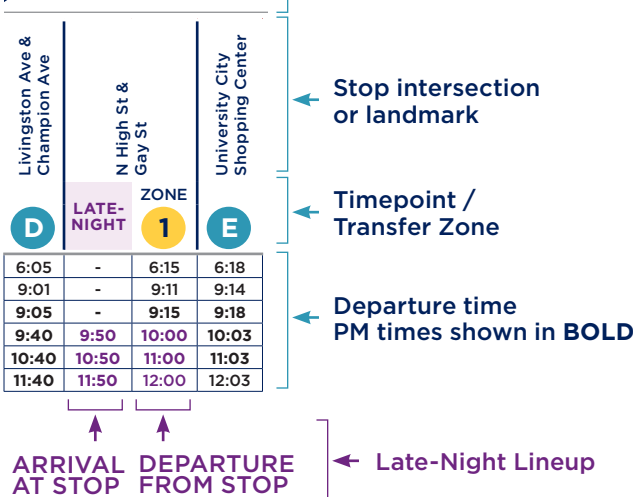 Livingston Ave &
Champion Ave
N High St &
Gay St
University City
Shopping Center
Stop intersection
or landmark
D
LATE-
NIGHT
ZONE
1
E
Timepoint /
Transfer Zone
6:05 - 6:15 6:18
9:01 - 9:11 9:14
9:05 - 9:15 9:18
9:40 9:50 10:00 10:03
10:40 10:50 11:00 11:03
11:40 11:50 12:00 12:03
Departure time
PM times shown in BOLD
ARRIVAL
AT STOP
DEPARTURE
FROM STOP
Late-Night Lineup